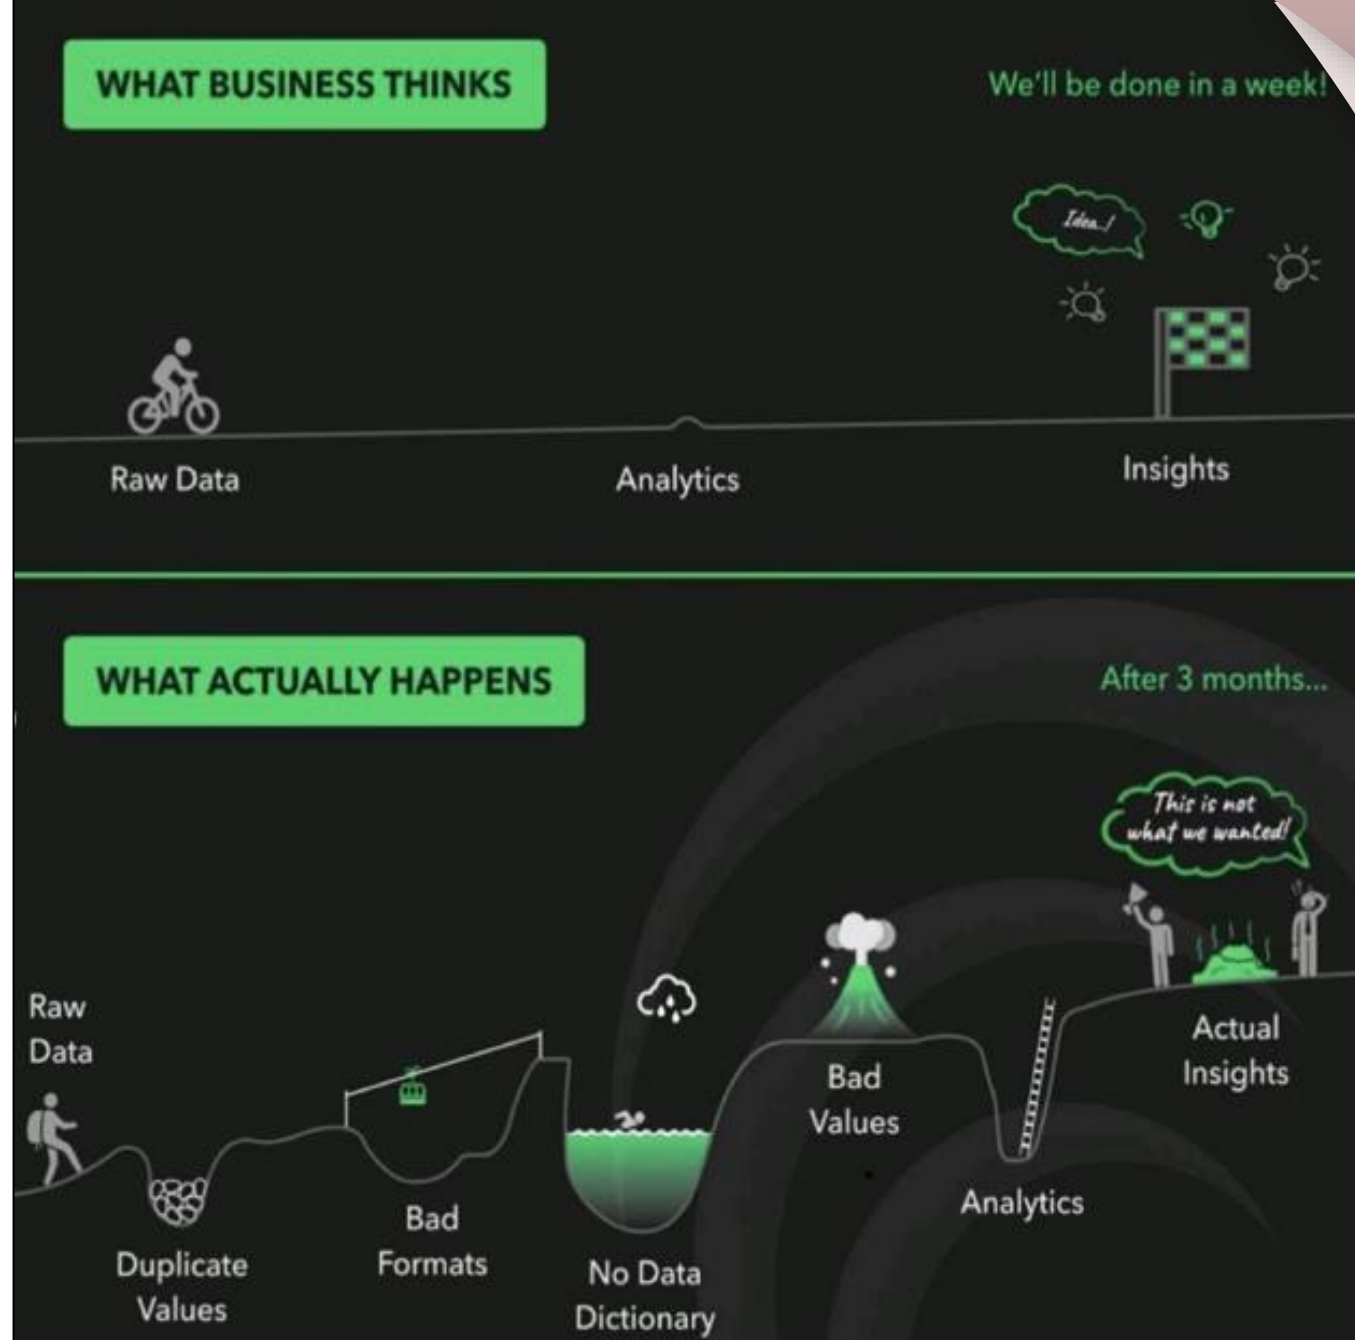 WHAT BUSINESS THINKS
We'll be done in a week!
Idea..!
Raw Data
Analytics
Insights
WHAT ACTUALLY HAPPENS
After 3 months...
This is not
what we wanted!
Raw
Data
Duplicate
Values
Bad
Formats
No Data
Dictionary
Bad
Values
Analytics
Actual
Insights